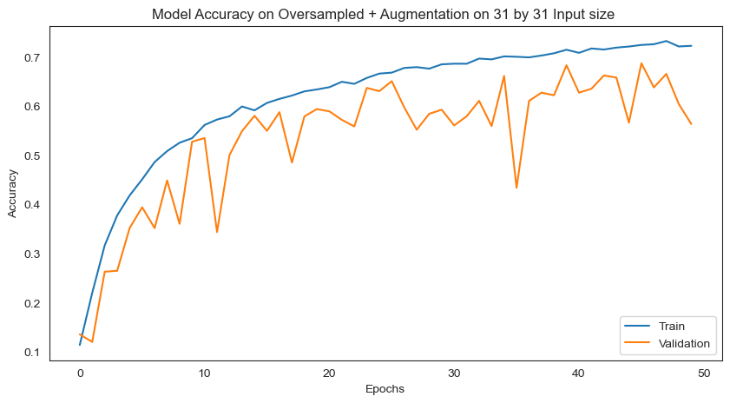 Model Accuracy on Oversampled + Augmentation on 31 by 31 Input size
Accuracy
0.7
0.6
0.5
0.4
0.3
0.2
0.1
0 10 20 30 40 50
Epochs
Train
Validation